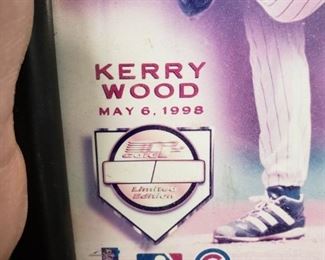 KERRY
WOOD
MAY 6, 1998
Limited
Edition